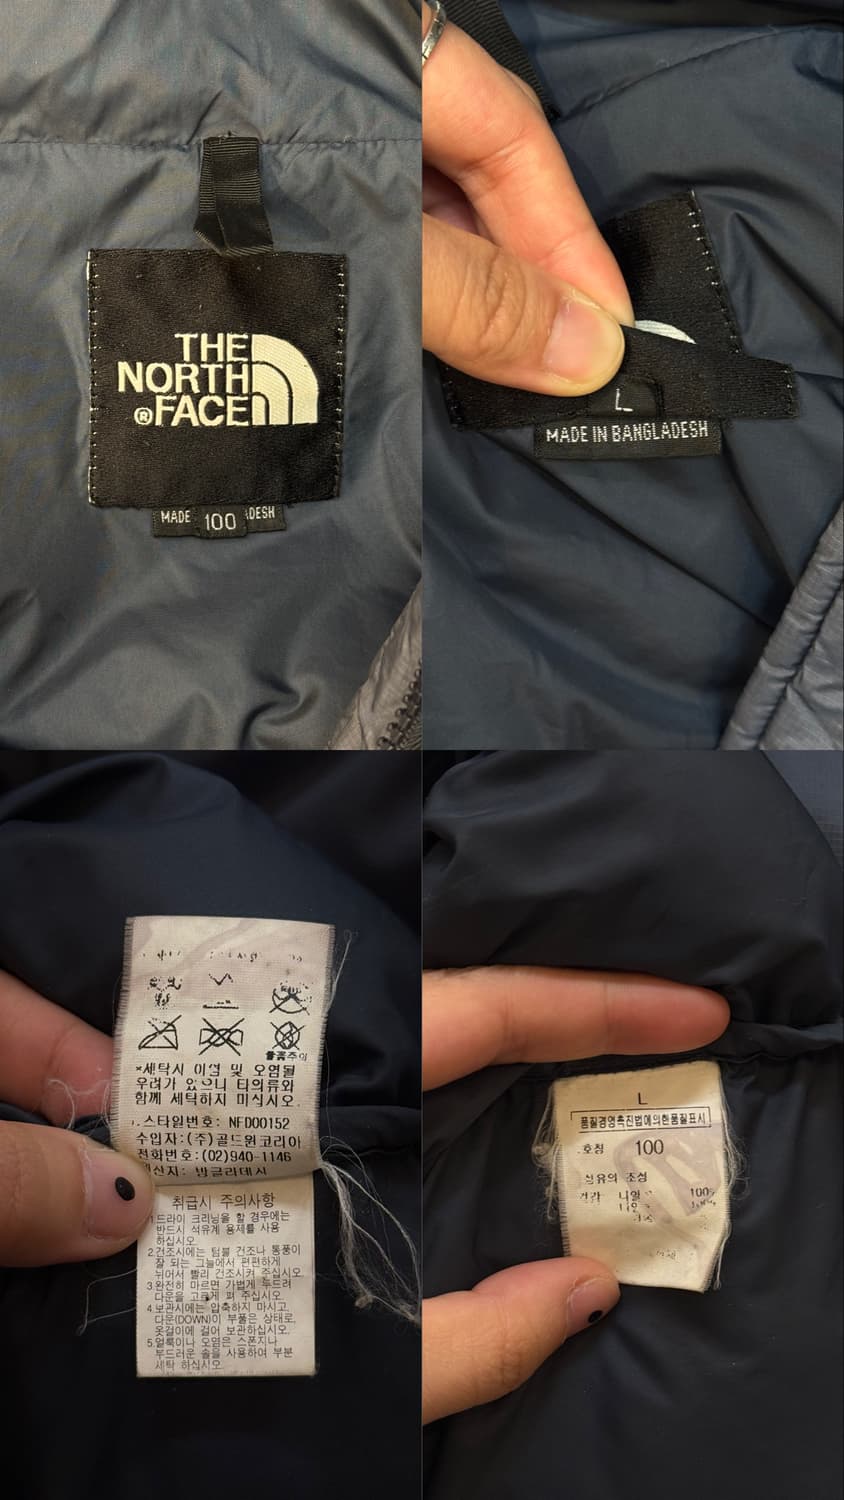 THE
NORTH
®FACE
MADE 100 ADESH
L
MADE IN BANGLADESH
*세탁시 이염 및 오염될
우려가 있으니 타의류와
함께 세탁하지 마십시오.
스타일번호: NFD00152
수입자:(주)골드윈코리아
전화번호:(02)940-1146
생산자: 방글라데시
취급시 주의사항
1.드라이 크리닝을 할 경우에는
반드시 석유계 용제를 사용
하십시오.
2.건조시에는 텀블 건조나 통풍이
잘 되는 그늘에서 편편하게
뉘어서 빨리 건조시켜 주십시오.
3.완전히 마르면 가볍게 두드려
다운을 고르게 펴 주십시오.
4.보관시에는 압축하지 마시고,
다운(DOWN)이 부풀은 상태로,
옷걸이에 걸어 보관하십시오.
5.얼룩이나 오염은 스폰지나
부드러운 솔을 사용하여 부분
세탁 하십시오.
L
품질경영촉진법에의한품질표시
호칭 100
섬유의 조성
겉감 나일 100%